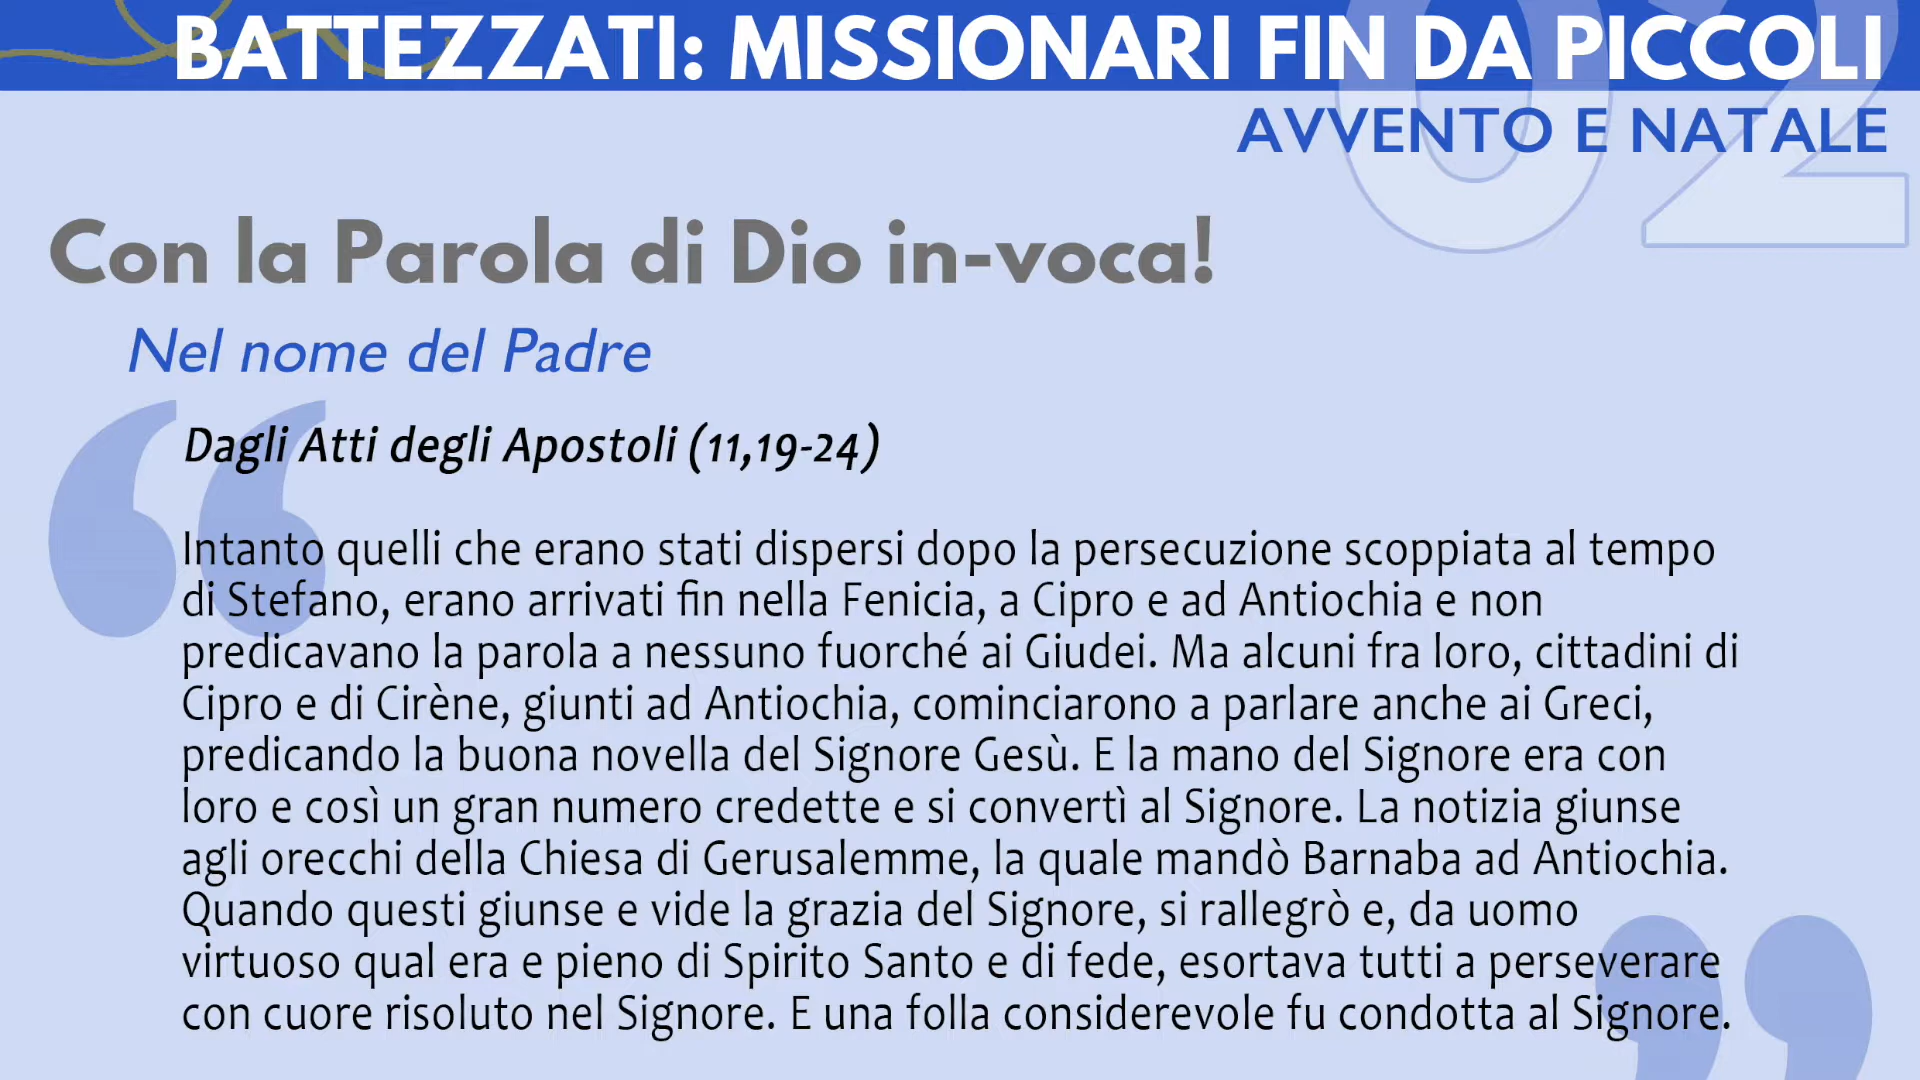 BATTEZZATI: MISSIONARI FIN DA PICCOLI
02
AVVENTO E NATALE
Con la Parola di Dio in-voca!
Nel nome del Padre
“
Dagli Atti degli Apostoli (11,19-24)
Intanto quelli che erano stati dispersi dopo la persecuzione scoppiata al tempo
di Stefano, erano arrivati fin nella Fenicia, a Cipro e ad Antiochia e non
predicavano la parola a nessuno fuorché ai Giudei. Ma alcuni fra loro, cittadini di
Cipro e di Cirène, giunti ad Antiochia, cominciarono a parlare anche ai Greci,
predicando la buona novella del Signore Gesù. E la mano del Signore era con
loro e così un gran numero credette e si convertì al Signore. La notizia giunse
agli orecchi della Chiesa di Gerusalemme, la quale mandò Barnaba ad Antiochia.
Quando questi giunse e vide la grazia del Signore, si rallegrò e, da uomo
virtuoso qual era e pieno di Spirito Santo e di fede, esortava tutti a perseverare
con cuore risoluto nel Signore. E una folla considerevole fu condotta al Signore.
”